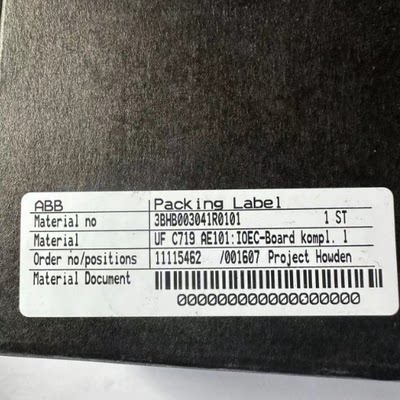 ABB Packing Label
Material no 3BHB003041R0101 1 ST
Material UF C719 AE101:IOEC-Board kompl. 1
Order no/positions 11115462 /001607 Project Howden
Material Document
000000000000800000